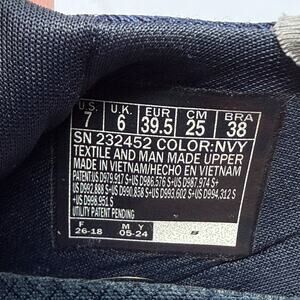 U.S. U.K. EUR CM BRA
7 6 39.5 25 38
SN 232452 COLOR:NVY
TEXTILE AND MAN MADE UPPER
MADE IN VIETNAM/HECHO EN VIETNAM
PATENT:US D979,917 S+US D986,576 S+US D987,974 S+
US D992,888 S+US D990,858 S+US D993,602 S+US D994,312 S
+US D998,951 S
UTILITY PATENT PENDING
F M Y
26-18 05-24